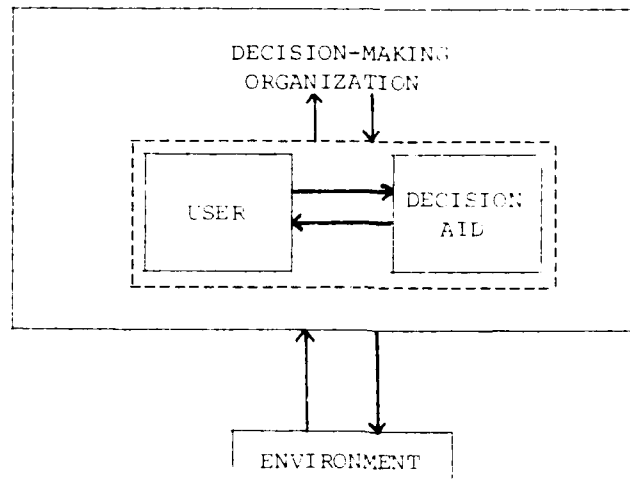 DECISION-MAKING
ORGANIZATION
USER
DECISION
AID
ENVIRONMENT